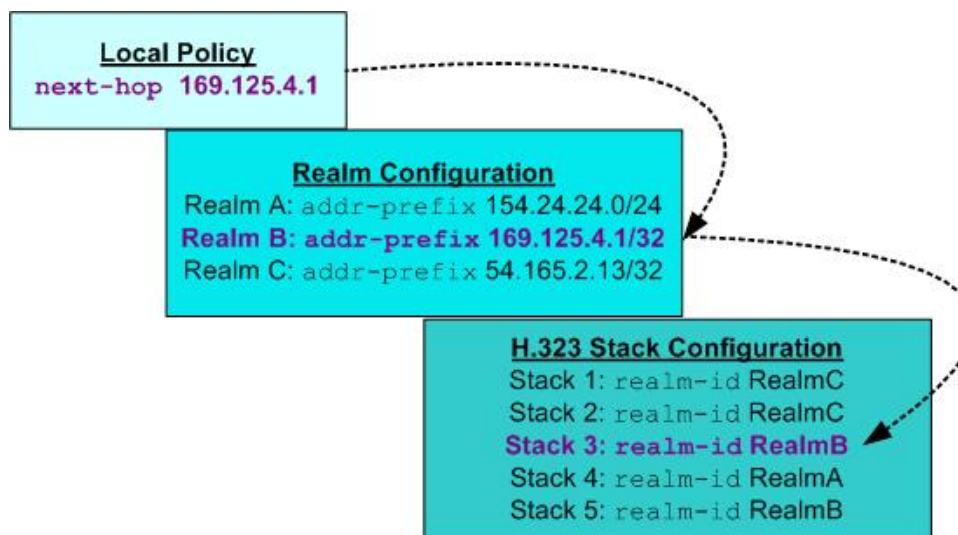 Local Policy
next-hop 169.125.4.1
Realm Configuration
Realm A: addr-prefix 154.24.24.0/24
Realm B: addr-prefix 169.125.4.1/32
Realm C: addr-prefix 54.165.2.13/32
H.323 Stack Configuration
Stack 1: realm-id RealmC
Stack 2: realm-id RealmC
Stack 3: realm-id RealmB
Stack 4: realm-id RealmA
Stack 5: realm-id RealmB